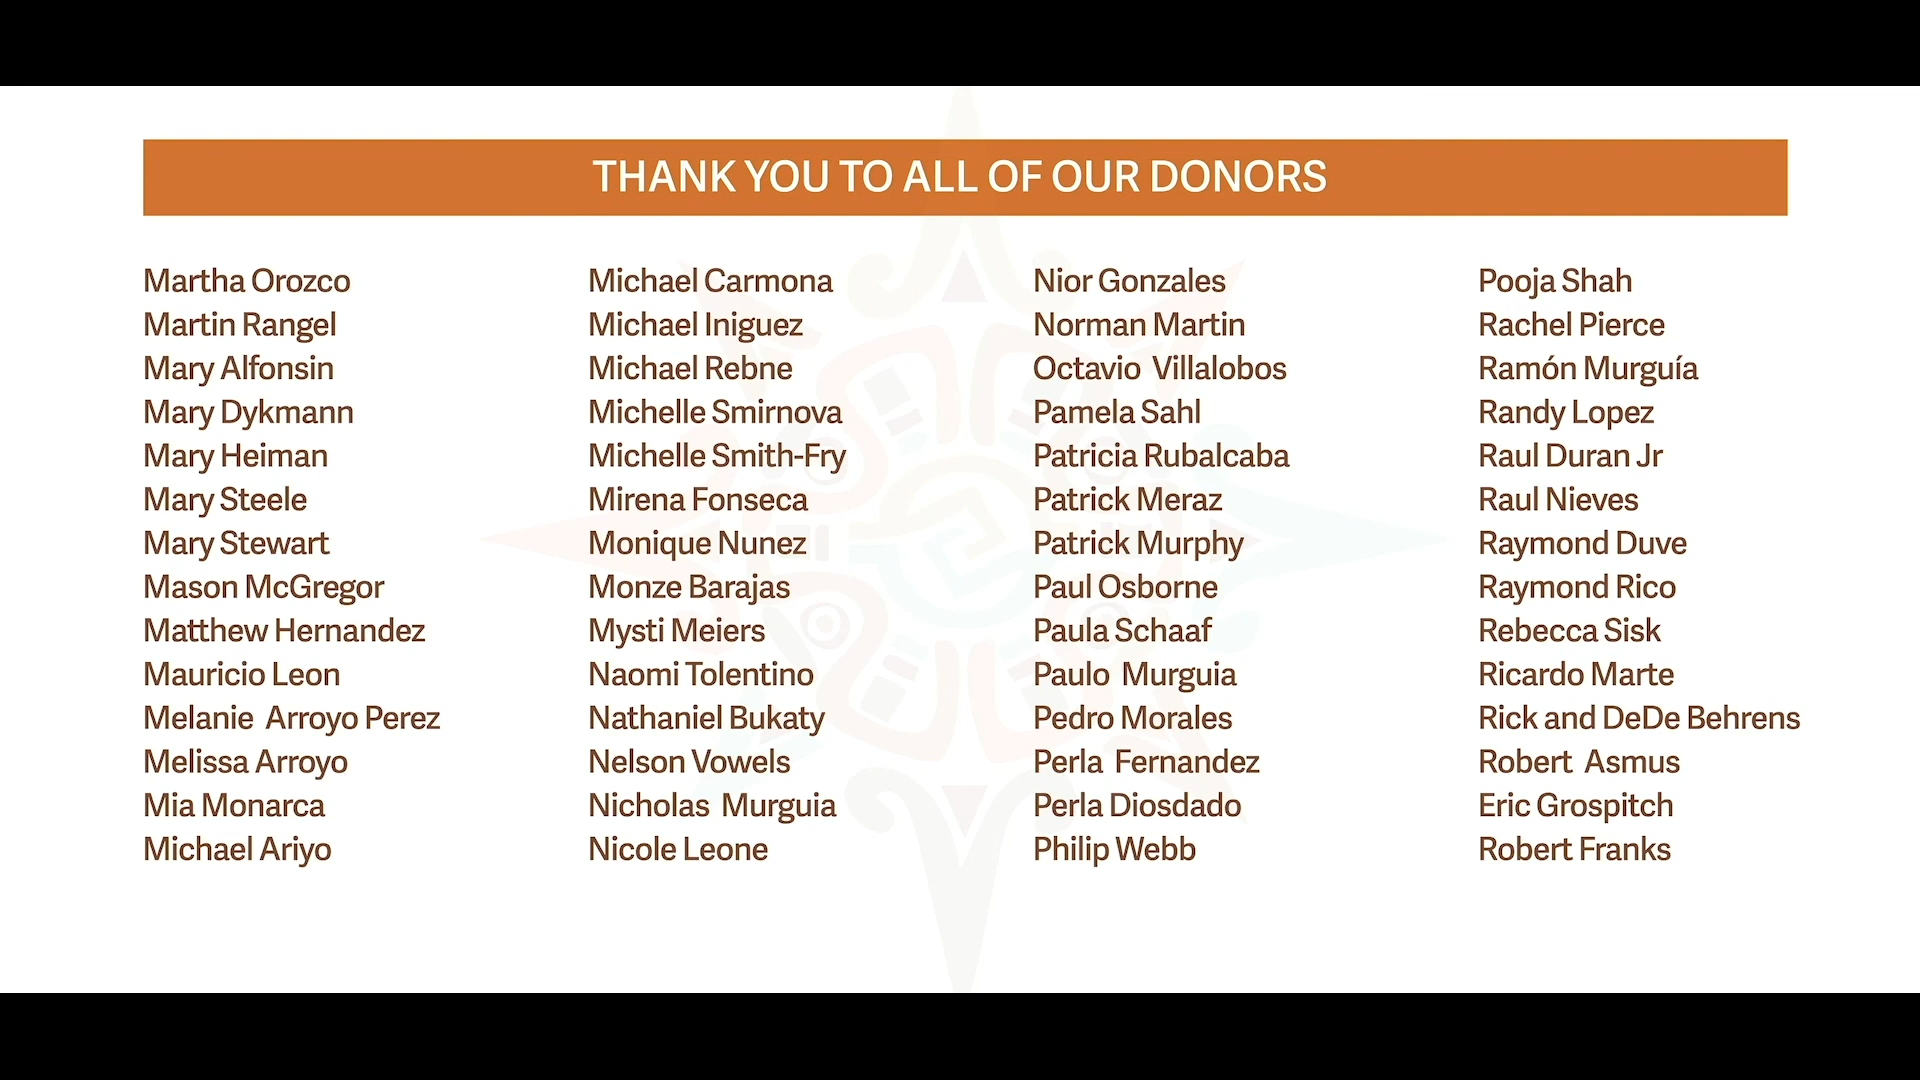 THANK YOU TO ALL OF OUR DONORS
Martha Orozco
Martin Rangel
Mary Alfonsin
Mary Dykmann
Mary Heiman
Mary Steele
Mary Stewart
Mason McGregor
Matthew Hernandez
Mauricio Leon
Melanie  Arroyo Perez
Melissa Arroyo
Mia Monarca
Michael Ariyo
Michael Carmona
Michael Iniguez
Michael Rebne
Michelle Smirnova
Michelle Smith-Fry
Mirena Fonseca
Monique Nunez
Monze Barajas
Mysti Meiers
Naomi Tolentino
Nathaniel Bukaty
Nelson Vowels
Nicholas  Murguia
Nicole Leone
Nior Gonzales
Norman Martin
Octavio  Villalobos
Pamela Sahl
Patricia Rubalcaba
Patrick Meraz
Patrick Murphy
Paul Osborne
Paula Schaaf
Paulo  Murguia
Pedro Morales
Perla  Fernandez
Perla Diosdado
Philip Webb
Pooja Shah
Rachel Pierce
Ramón Murguía
Randy Lopez
Raul Duran Jr
Raul Nieves
Raymond Duve
Raymond Rico
Rebecca Sisk
Ricardo Marte
Rick and DeDe Behrens
Robert  Asmus
Eric Grospitch
Robert Franks